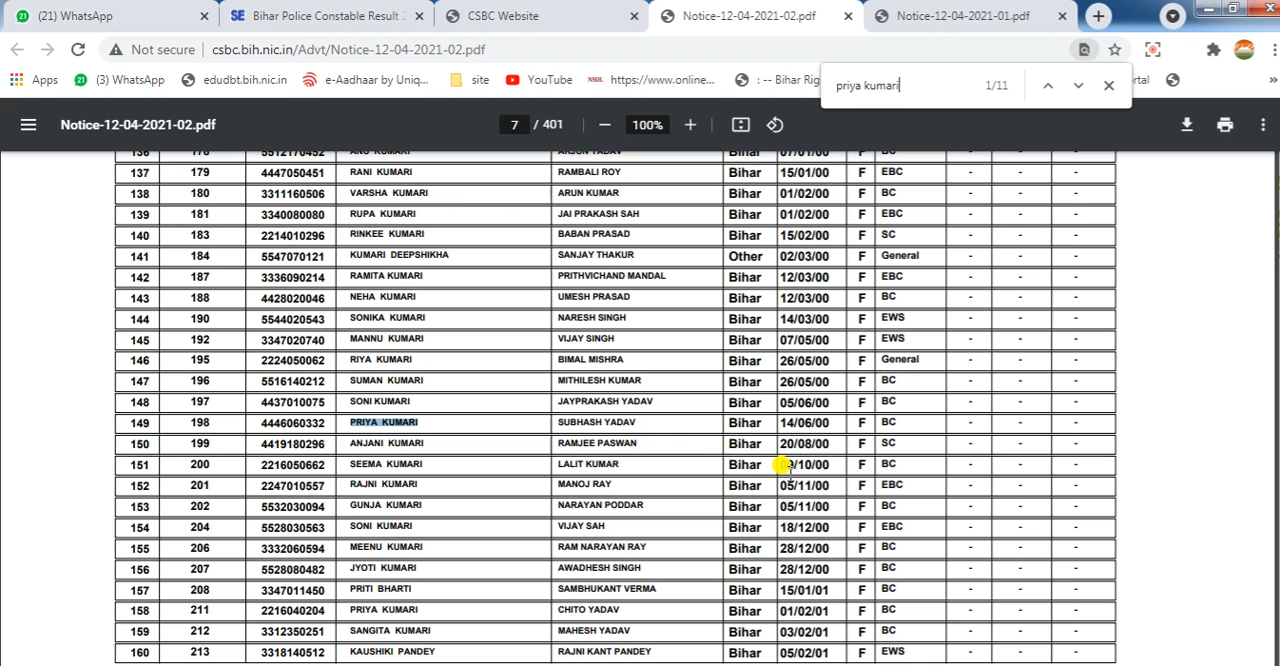 (21) WhatsApp
Bihar Police Constable Result 2
CSBC Website
Notice-12-04-2021-02.pdf
Notice-12-04-2021-01.pdf
Not secure csbc.bih.nic.in/Advt/Notice-12-04-2021-02.pdf
Apps (3) WhatsApp edudbt.bih.nic.in e-Aadhaar by Uniq... site YouTube NSDL https://www.online... :-- Bihar Rig rtal »
priya kumari 1/11
Notice-12-04-2021-02.pdf 7 / 401 100%
136 178 5512170452 ANU KUMARI ARJUN YADAV Bihar 07/01/00 F BC - - -
137 179 4447050451 RANI KUMARI RAMBALI ROY Bihar 15/01/00 F EBC - - -
138 180 3311160506 VARSHA KUMARI ARUN KUMAR Bihar 01/02/00 F BC - - -
139 181 3340080080 RUPA KUMARI JAI PRAKASH SAH Bihar 01/02/00 F EBC - - -
140 183 2214010296 RINKEE KUMARI BABAN PRASAD Bihar 15/02/00 F SC - - -
141 184 5547070121 KUMARI DEEPSHIKHA SANJAY THAKUR Other 02/03/00 F General - - -
142 187 3336090214 RAMITA KUMARI PRITHVICHAND MANDAL Bihar 12/03/00 F EBC - - -
143 188 4428020046 NEHA KUMARI UMESH PRASAD Bihar 12/03/00 F BC - - -
144 190 5544020543 SONIKA KUMARI NARESH SINGH Bihar 14/03/00 F EWS - - -
145 192 3347020740 MANNU KUMARI VIJAY SINGH Bihar 07/05/00 F EWS - - -
146 195 2224050062 RIYA KUMARI BIMAL MISHRA Bihar 26/05/00 F General - - -
147 196 5516140212 SUMAN KUMARI MITHILESH KUMAR Bihar 26/05/00 F BC - - -
148 197 4437010075 SONI KUMARI JAYPRAKASH YADAV Bihar 05/06/00 F BC - - -
149 198 4446060332 PRIYA KUMARI SUBHASH YADAV Bihar 14/06/00 F BC - - -
150 199 4419180296 ANJANI KUMARI RAMJEE PASWAN Bihar 20/08/00 F SC - - -
151 200 2216050662 SEEMA KUMARI LALIT KUMAR Bihar /10/00 F BC - - -
152 201 2247010557 RAJNI KUMARI MANOJ RAY Bihar 05/11/00 F EBC - - -
153 202 5532030094 GUNJA KUMARI NARAYAN PODDAR Bihar 05/11/00 F BC - - -
154 204 5528030563 SONI KUMARI VIJAY SAH Bihar 18/12/00 F EBC - - -
155 206 3332060594 MEENU KUMARI RAM NARAYAN RAY Bihar 28/12/00 F BC - - -
156 207 5528080482 JYOTI KUMARI AWADHESH SINGH Bihar 28/12/00 F BC - - -
157 208 3347011450 PRITI BHARTI SAMBHUKANT VERMA Bihar 15/01/01 F BC - - -
158 211 2216040204 PRIYA KUMARI CHITO YADAV Bihar 01/02/01 F BC - - -
159 212 3312350251 SANGITA KUMARI MAHESH YADAV Bihar 03/02/01 F BC - - -
160 213 3318140512 KAUSHIKI PANDEY RAJNI KANT PANDEY Bihar 05/02/01 F EWS - - -